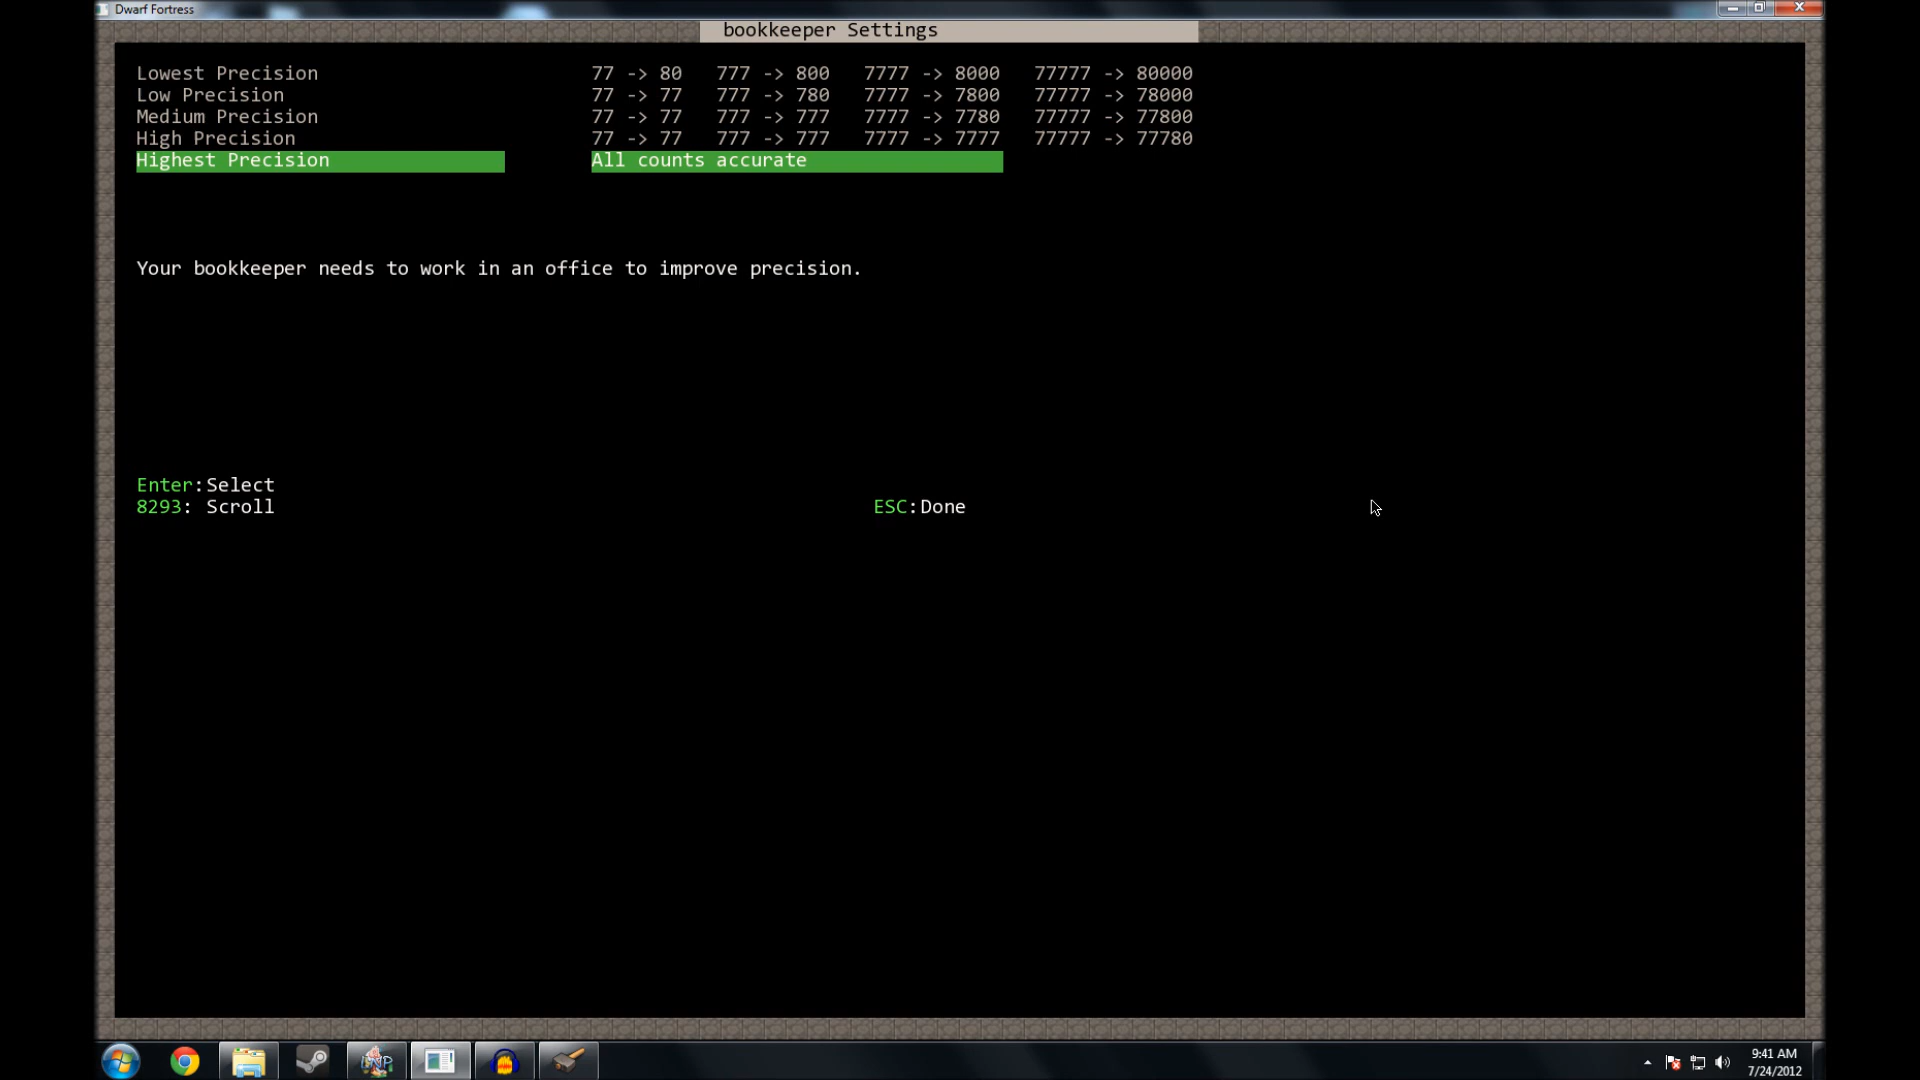 Dwarf Fortress
bookkeeper Settings
Lowest Precision 77 -> 80 777 -> 800 7777 -> 8000 77777 -> 80000
Low Precision 77 -> 77 777 -> 780 7777 -> 7800 77777 -> 78000
Medium Precision 77 -> 77 777 -> 777 7777 -> 7780 77777 -> 77800
High Precision 77 -> 77 777 -> 777 7777 -> 7777 77777 -> 77780
Highest Precision All counts accurate
Your bookkeeper needs to work in an office to improve precision.
Enter:Select
8293: Scroll ESC:Done
9:41 AM
7/24/2012